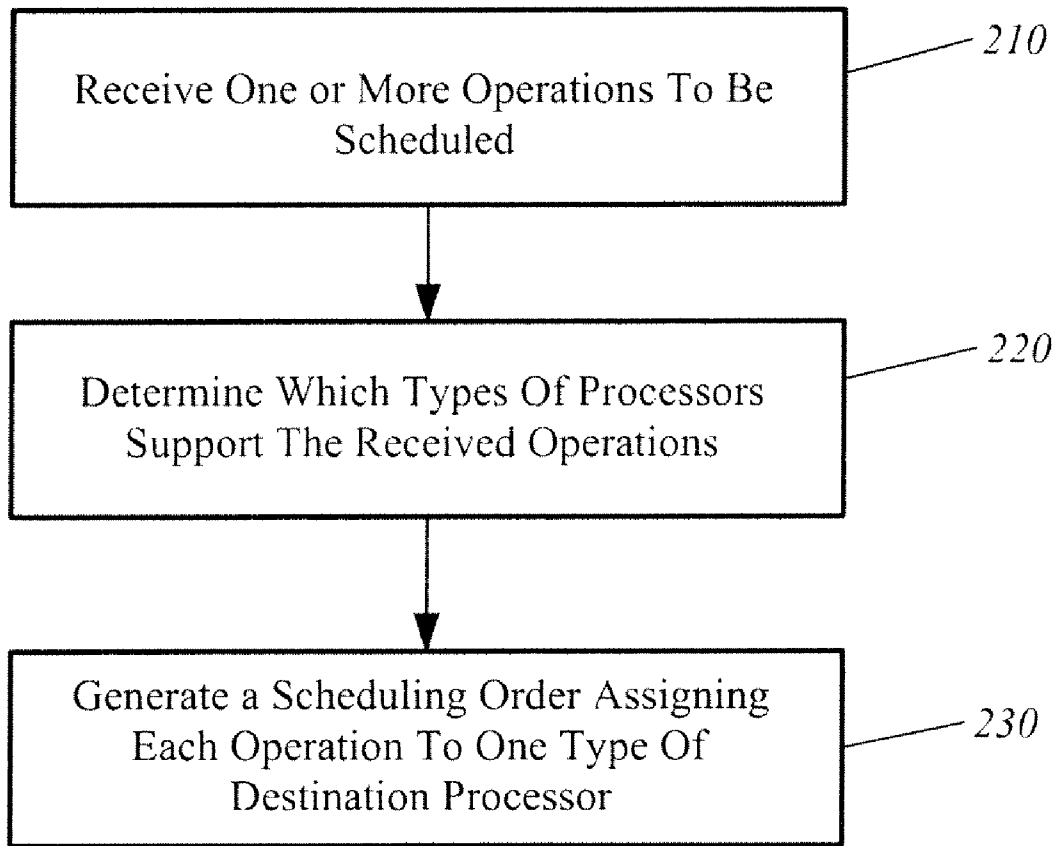 210
Receive One or More Operations To Be
Scheduled
220
Determine Which Types Of Processors
Support The Received Operations
Generate a Scheduling Order Assigning
Each Operation To One Type Of
Destination Processor
230